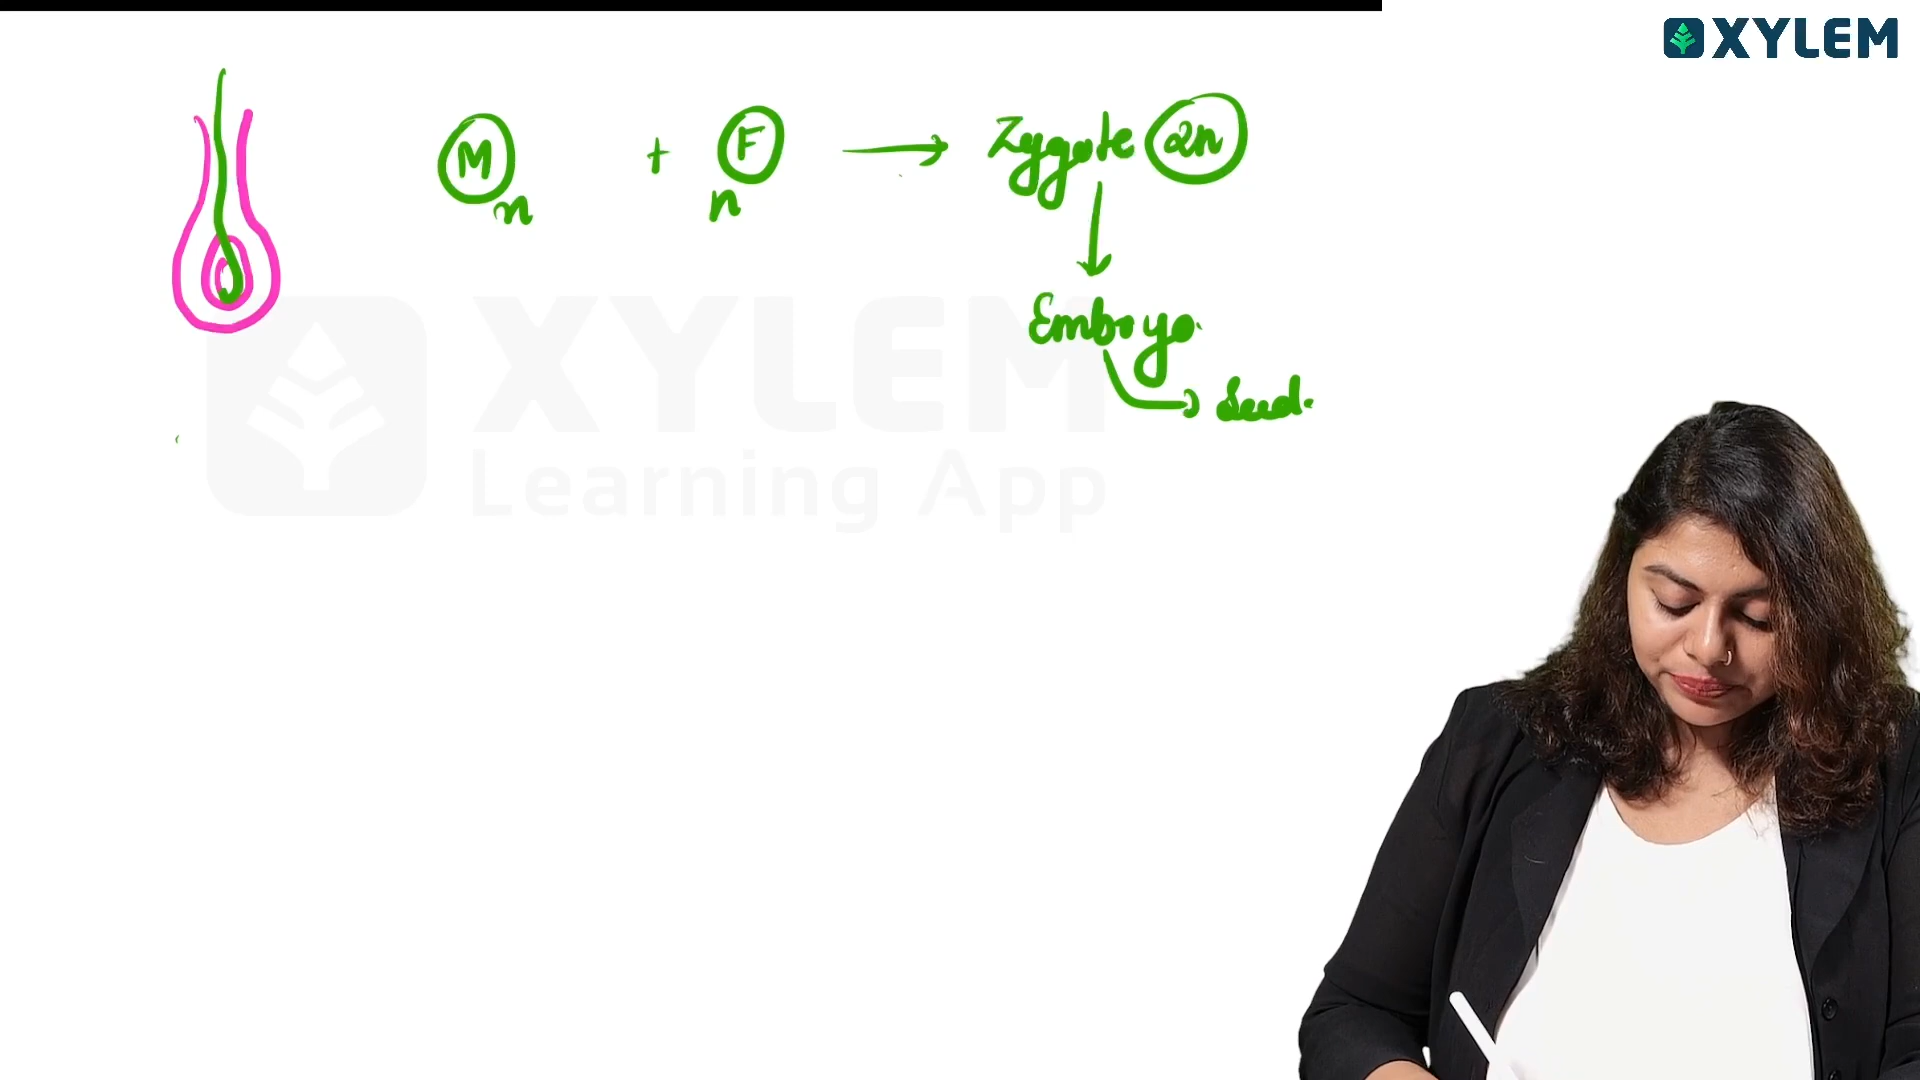 XYLEM
M n + F n → Zygote 2n
Embryo
→ Seed.
XYLEM
Learning App